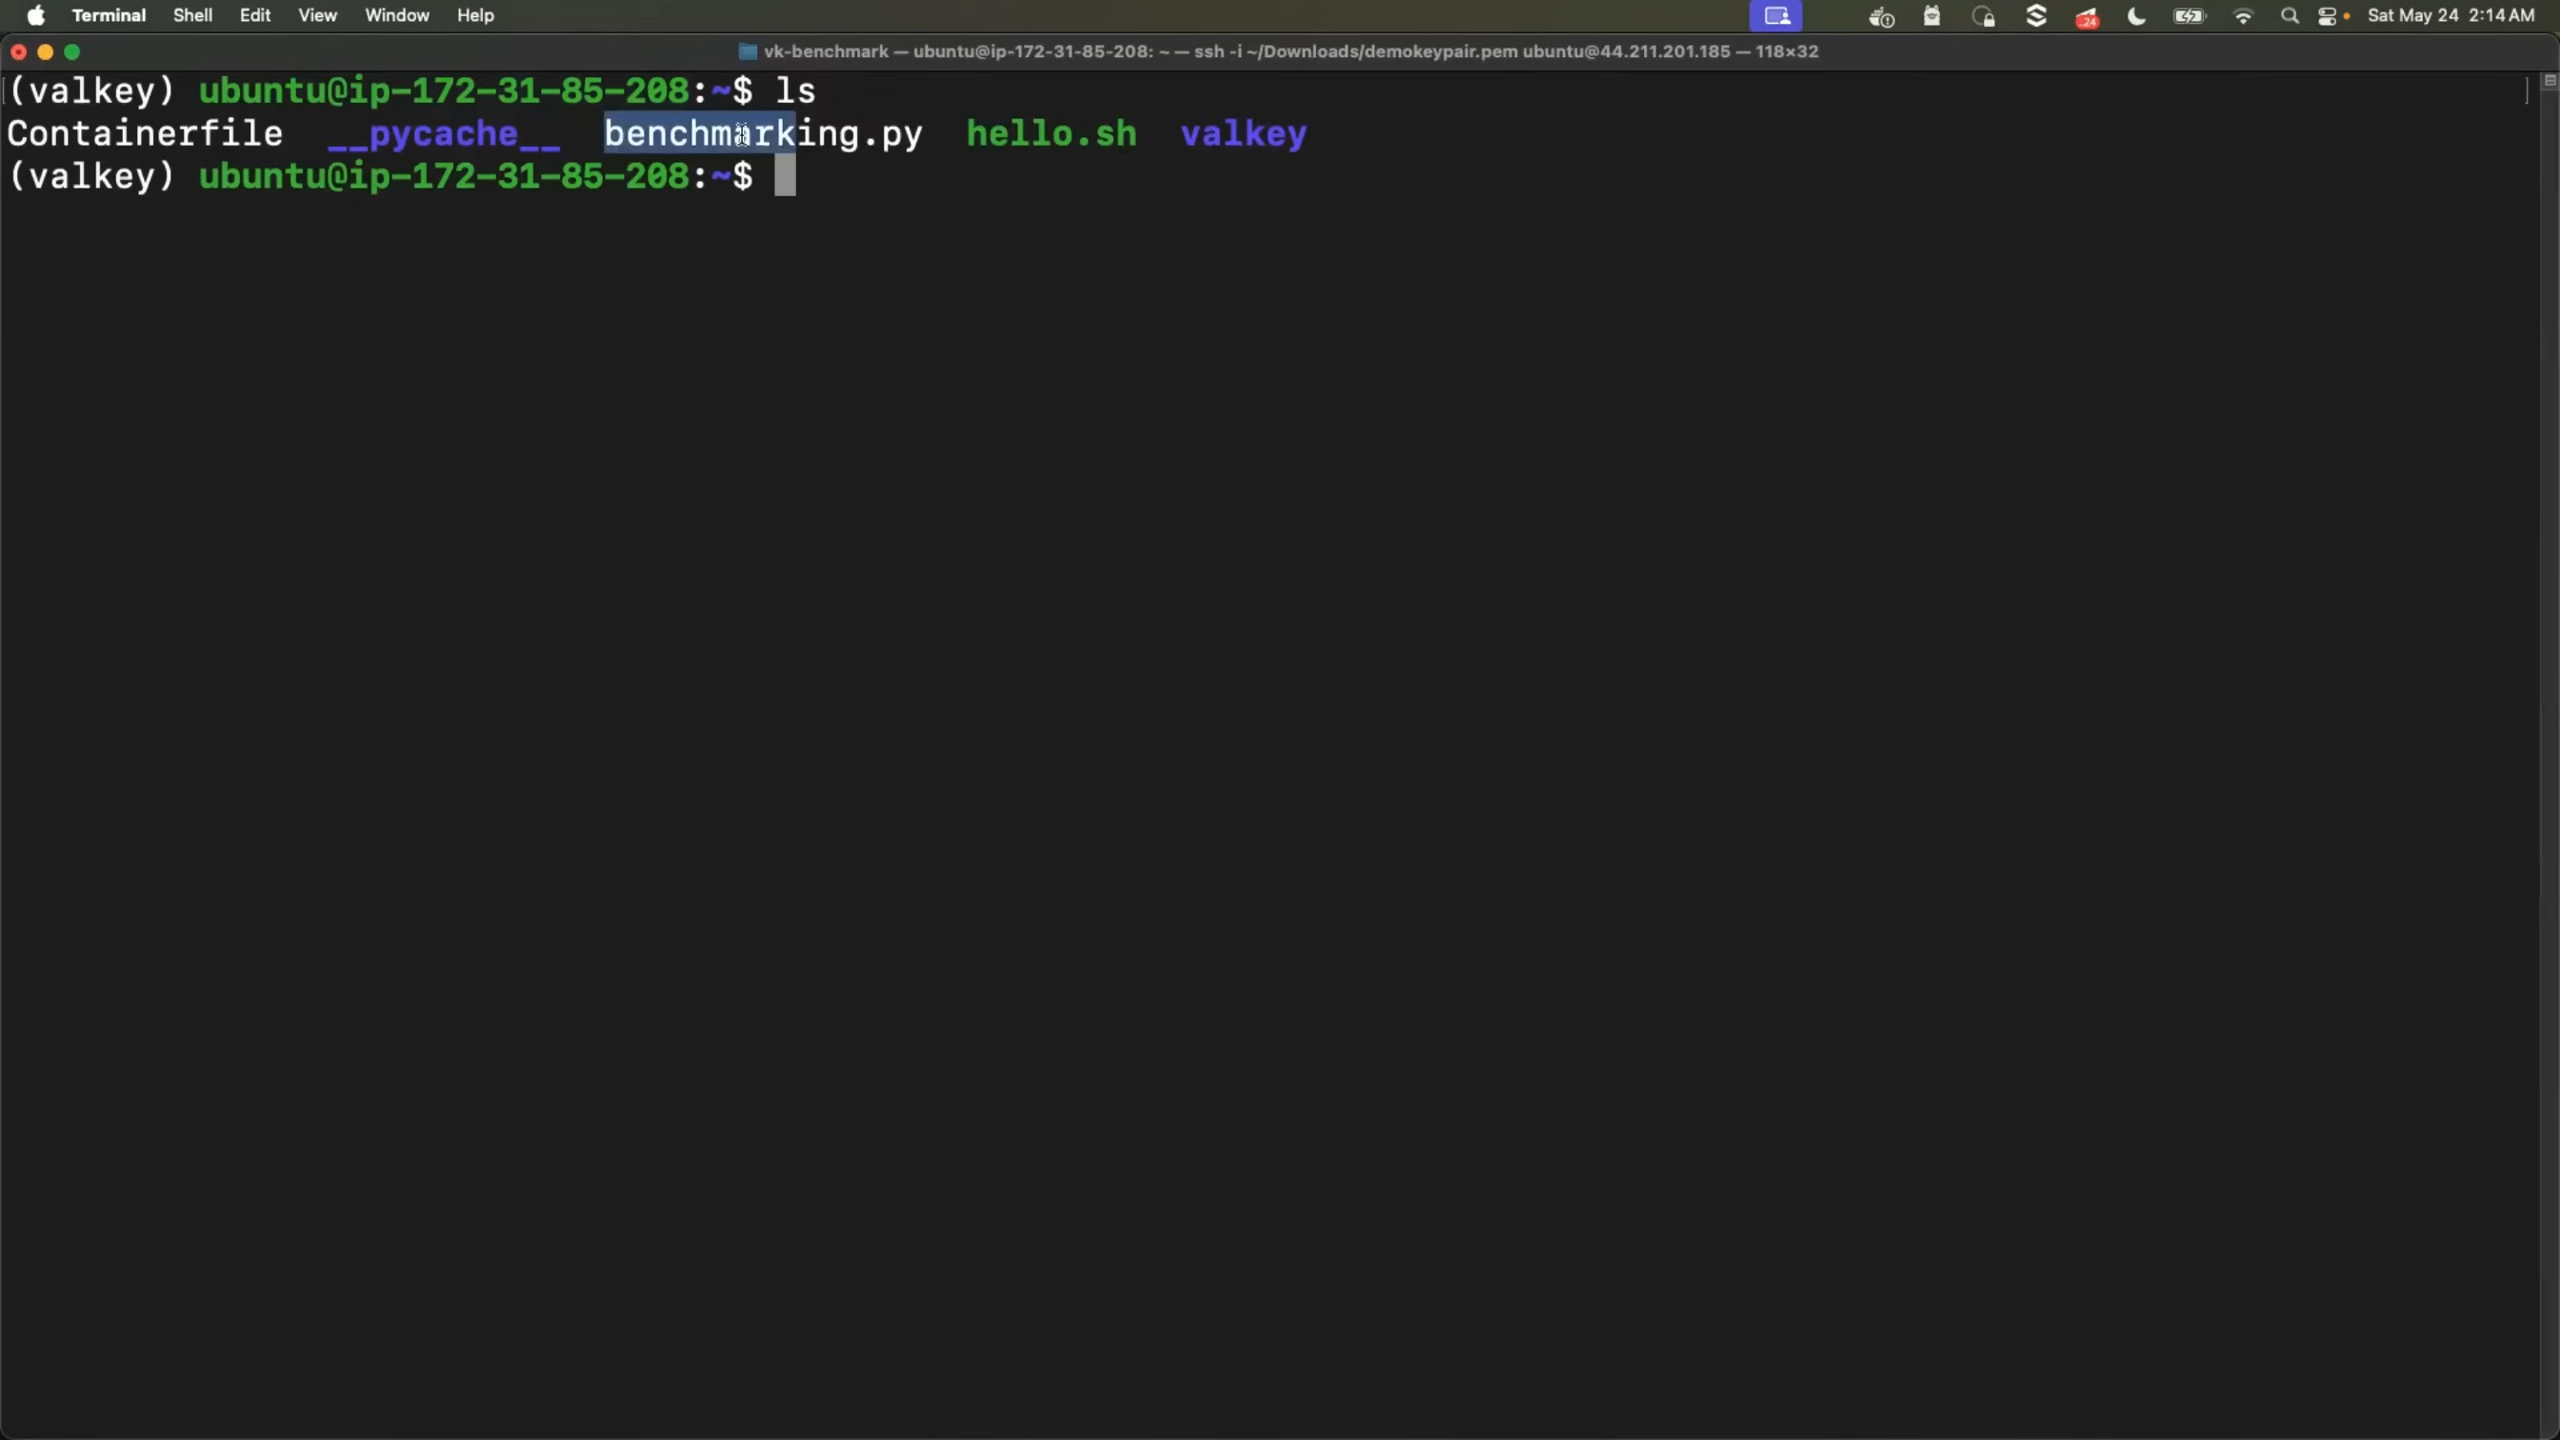 Terminal Shell Edit View Window Help 24 Sat May 24 2:14 AM
vk-benchmark — ubuntu@ip-172-31-85-208: ~ — ssh -i ~/Downloads/demokeypair.pem ubuntu@44.211.201.185 — 118×32
(valkey) ubuntu@ip-172-31-85-208:~$ ls
Containerfile __pycache__ benchmarking.py hello.sh valkey
(valkey) ubuntu@ip-172-31-85-208:~$